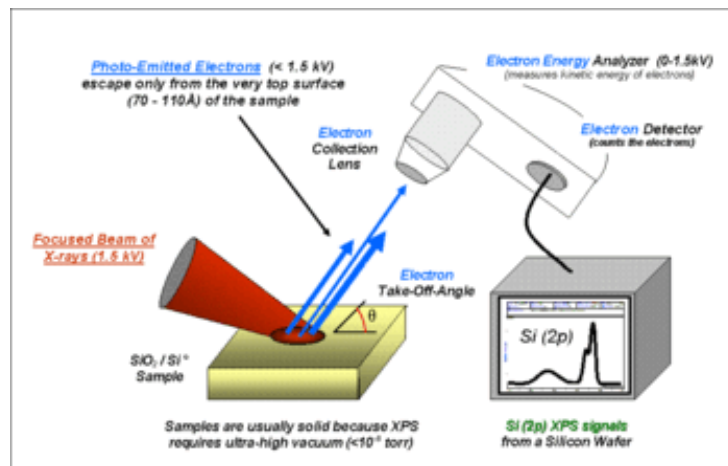 Photo-Emitted Electrons (< 1.5 kV)
escape only from the very top surface
(70 - 110Å) of the sample
Electron Energy Analyzer (0-1.5kV)
(measures kinetic energy of electrons)
Electron
Collection
Lens
Electron Detector
(counts the electrons)
Focused Beam of
X-rays (1.5 kV)
Electron
Take-Off-Angle
θ
Si (2p)
SiO₂ / Si°
Sample
Samples are usually solid because XPS
requires ultra-high vacuum (<10⁻⁸ torr)
Si (2p) XPS signals
from a Silicon Wafer